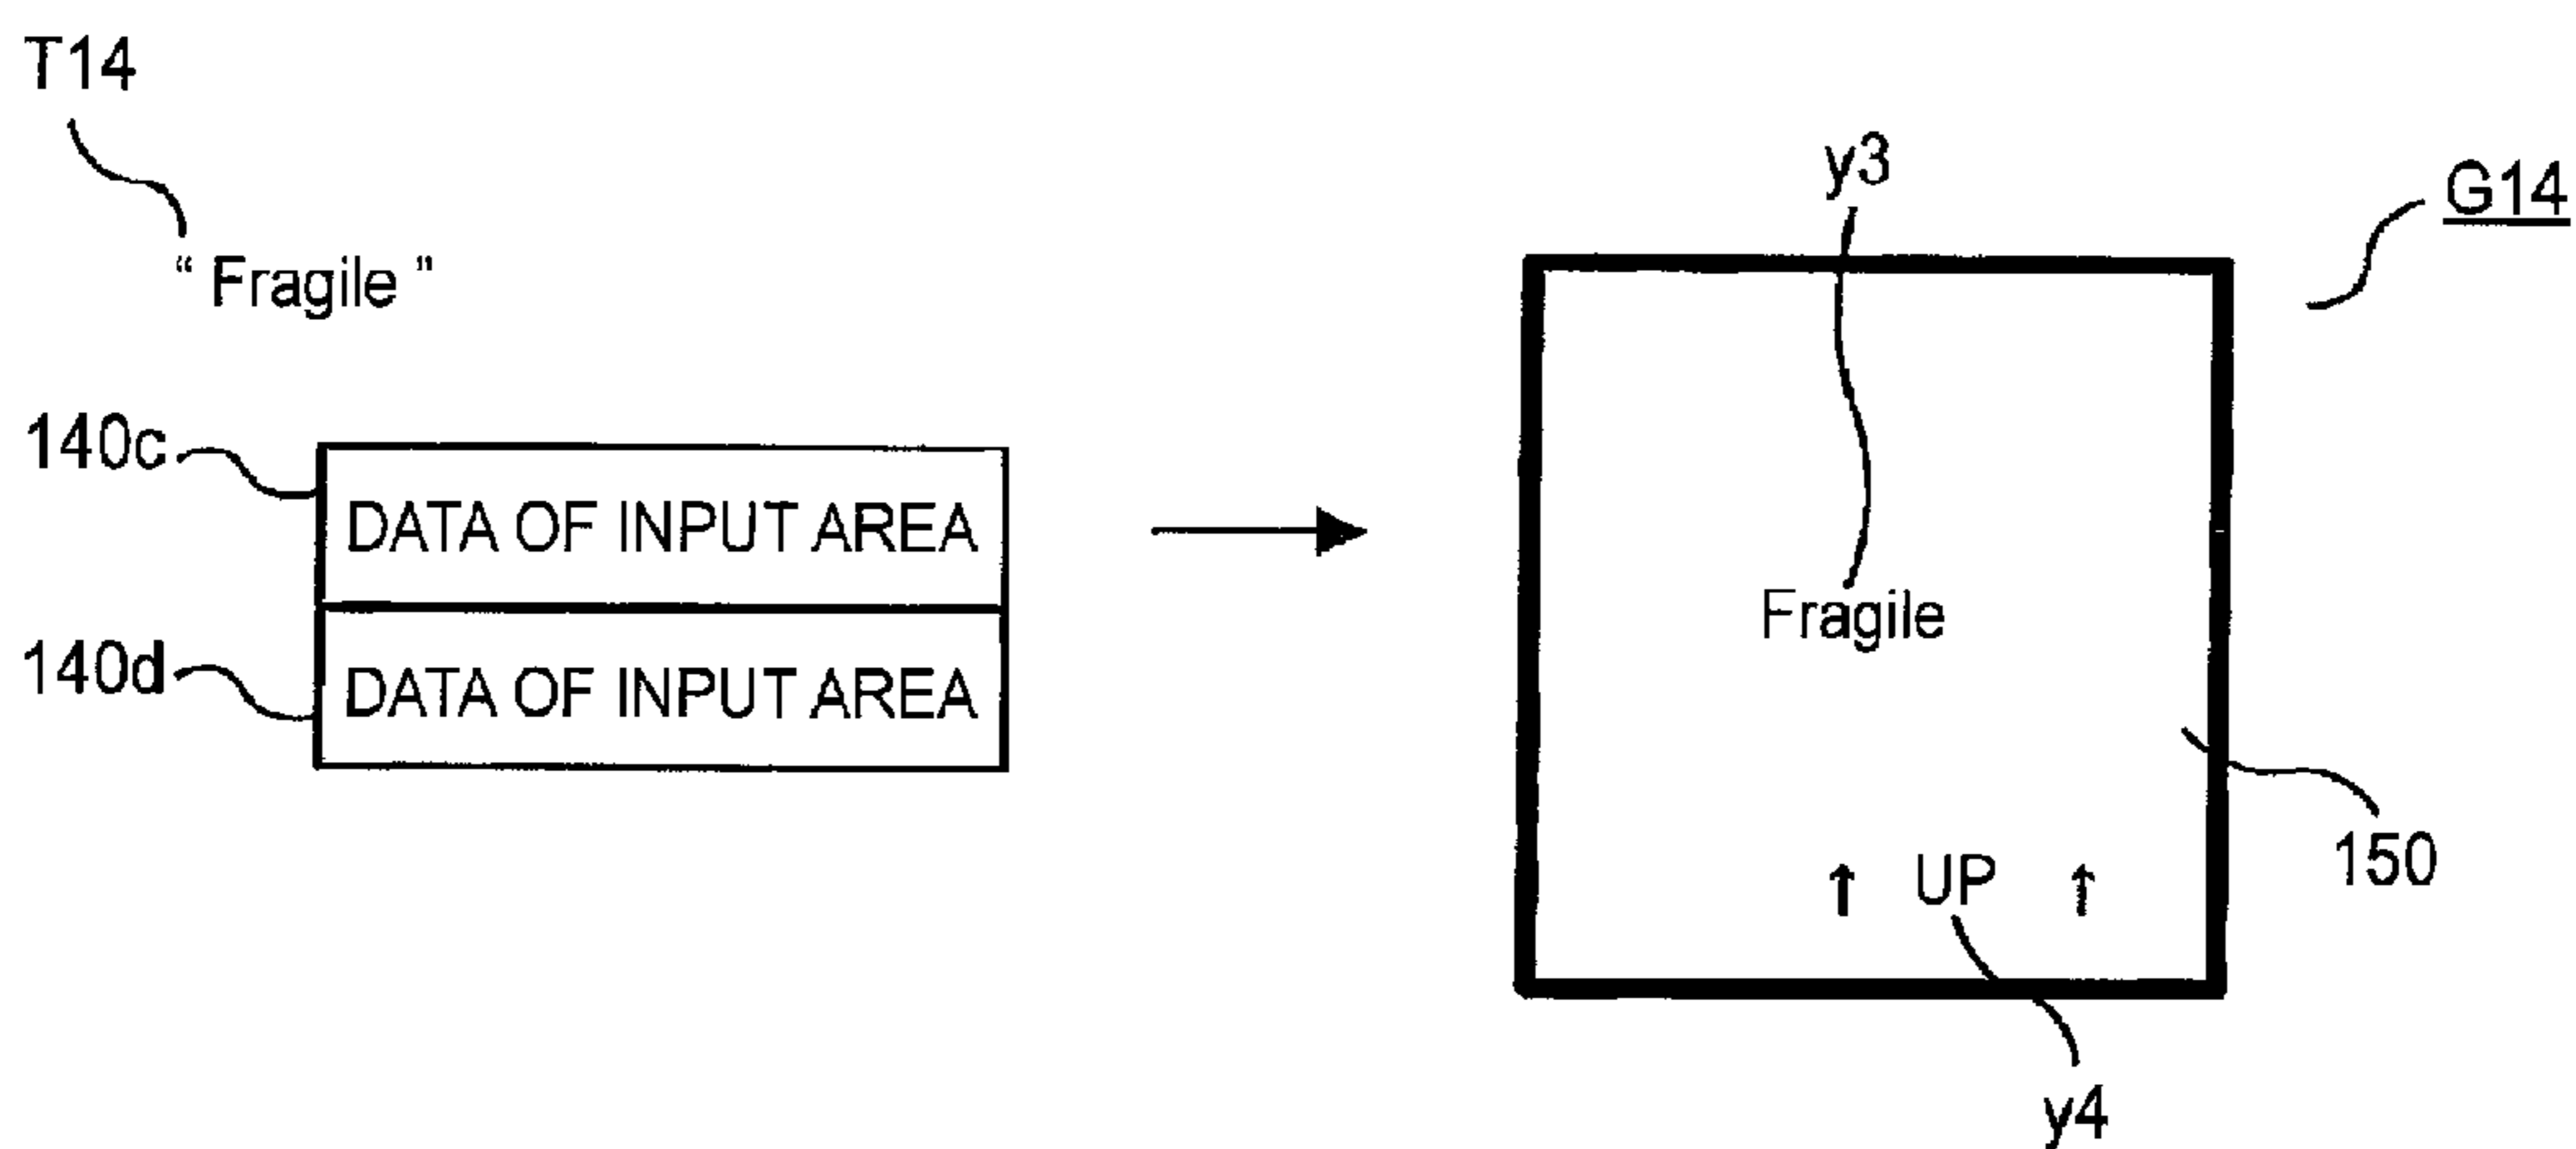 T14
“ Fragile ”
140c
DATA OF INPUT AREA
140d
DATA OF INPUT AREA
y3
G14
Fragile
150
↑ UP ↑
y4